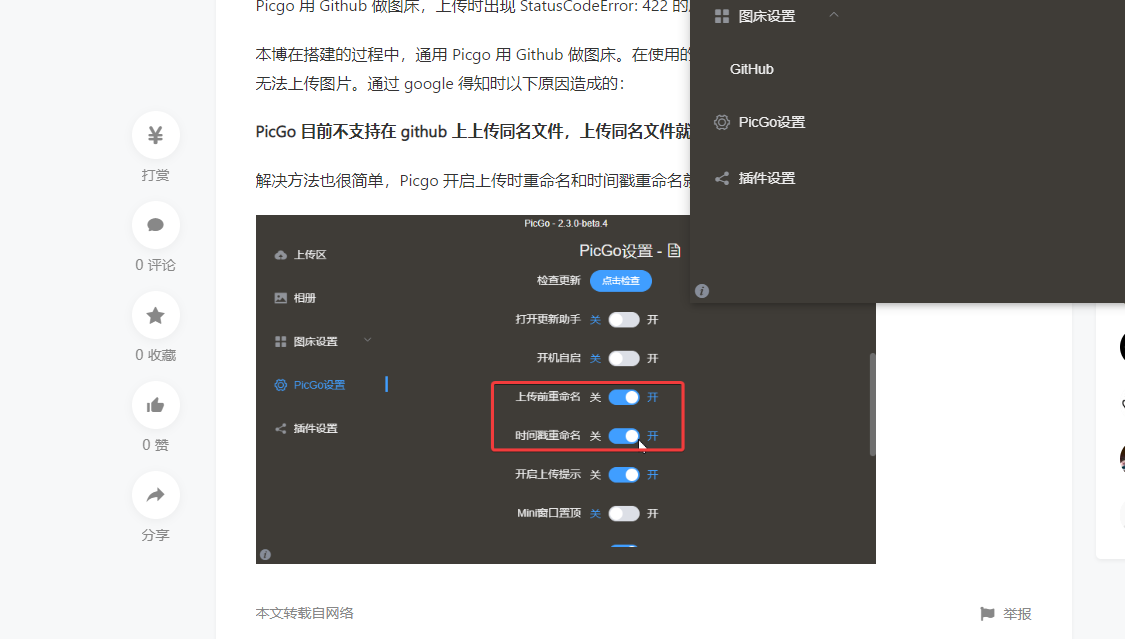 Picgo 用 Github 做图床，上传时出现 StatusCodeError: 422 的
本博在搭建的过程中，通用 Picgo 用 Github 做图床。在使用的
无法上传图片。通过 google 得知时以下原因造成的：
PicGo 目前不支持在 github 上上传同名文件，上传同名文件就
解决方法也很简单，Picgo 开启上传时重命名和时间戳重命名就
打赏
0 评论
0 收藏
0 赞
分享
PicGo - 2.3.0-beta.4
上传区
相册
图床设置
PicGo设置
插件设置
PicGo设置 -
检查更新 点击检查
打开更新助手 关 开
开机自启 关 开
上传前重命名 关 开
时间戳重命名 关 开
开启上传提示 关 开
Mini窗口置顶 关 开
图床设置
GitHub
PicGo设置
插件设置
本文转载自网络
举报